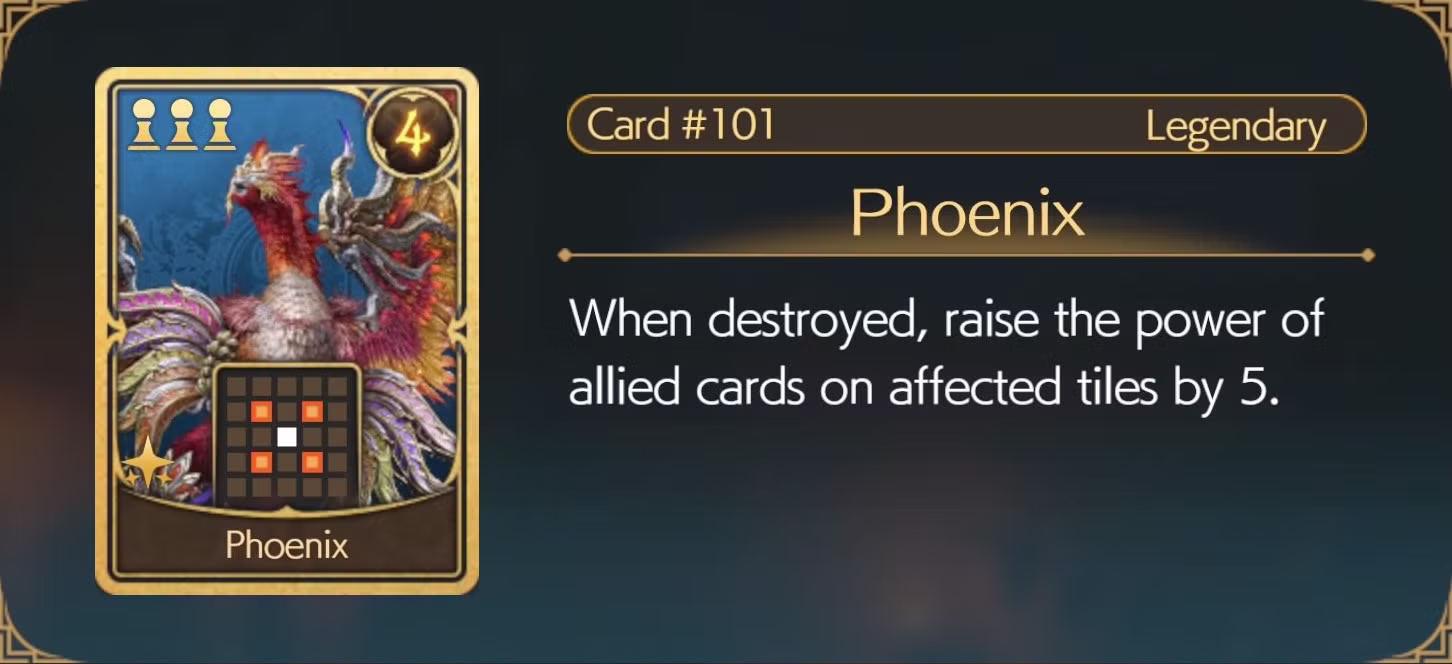 4
Phoenix
Card #101 Legendary
Phoenix
When destroyed, raise the power of
allied cards on affected tiles by 5.